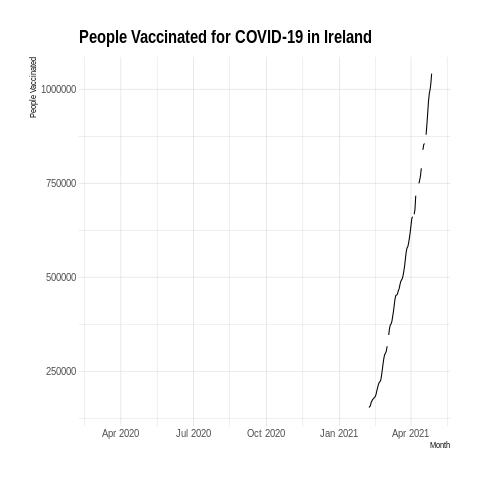 People Vaccinated for COVID-19 in Ireland
People Vaccinated
1000000
750000
500000
250000
Apr 2020 Jul 2020 Oct 2020 Jan 2021 Apr 2021
Month